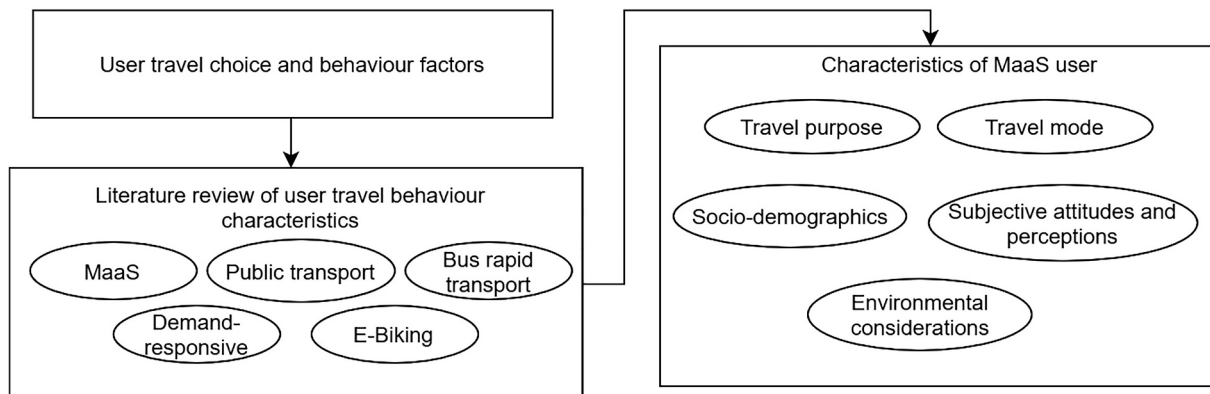 User travel choice and behaviour factors
Literature review of user travel behaviour
characteristics
MaaS
Public transport
Bus rapid
transport
Demand-
responsive
E-Biking
Characteristics of MaaS user
Travel purpose
Travel mode
Socio-demographics
Subjective attitudes and
perceptions
Environmental
considerations